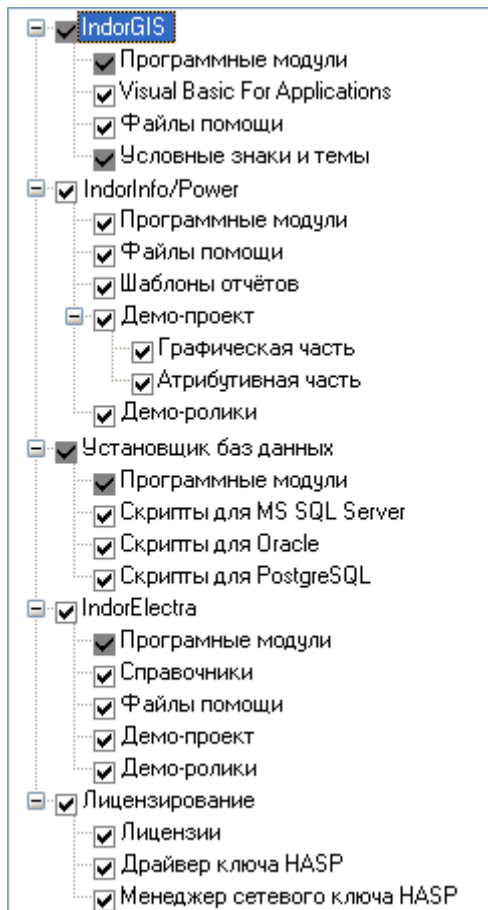 IndorGIS
Программные модули
Visual Basic For Applications
Файлы помощи
Условные знаки и темы
IndorInfo/Power
Программные модули
Файлы помощи
Шаблоны отчётов
Демо-проект
Графическая часть
Атрибутивная часть
Демо-ролики
Установщик баз данных
Программные модули
Скрипты для MS SQL Server
Скрипты для Oracle
Скрипты для PostgreSQL
IndorElectra
Програмные модули
Справочники
Файлы помощи
Демо-проект
Демо-ролики
Лицензирование
Лицензии
Драйвер ключа HASP
Менеджер сетевого ключа HASP